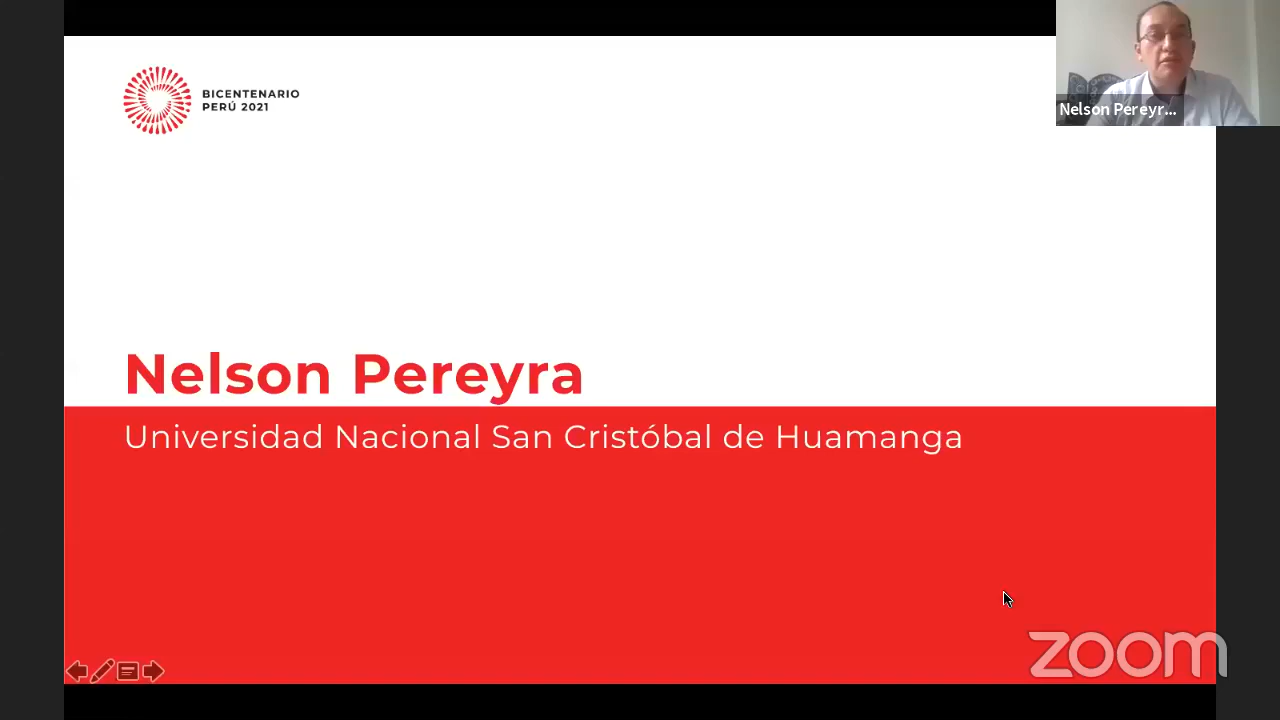 BICENTENARIO
PERÚ 2021
Nelson Pereyr...
Nelson Pereyra
Universidad Nacional San Cristóbal de Huamanga
zoom